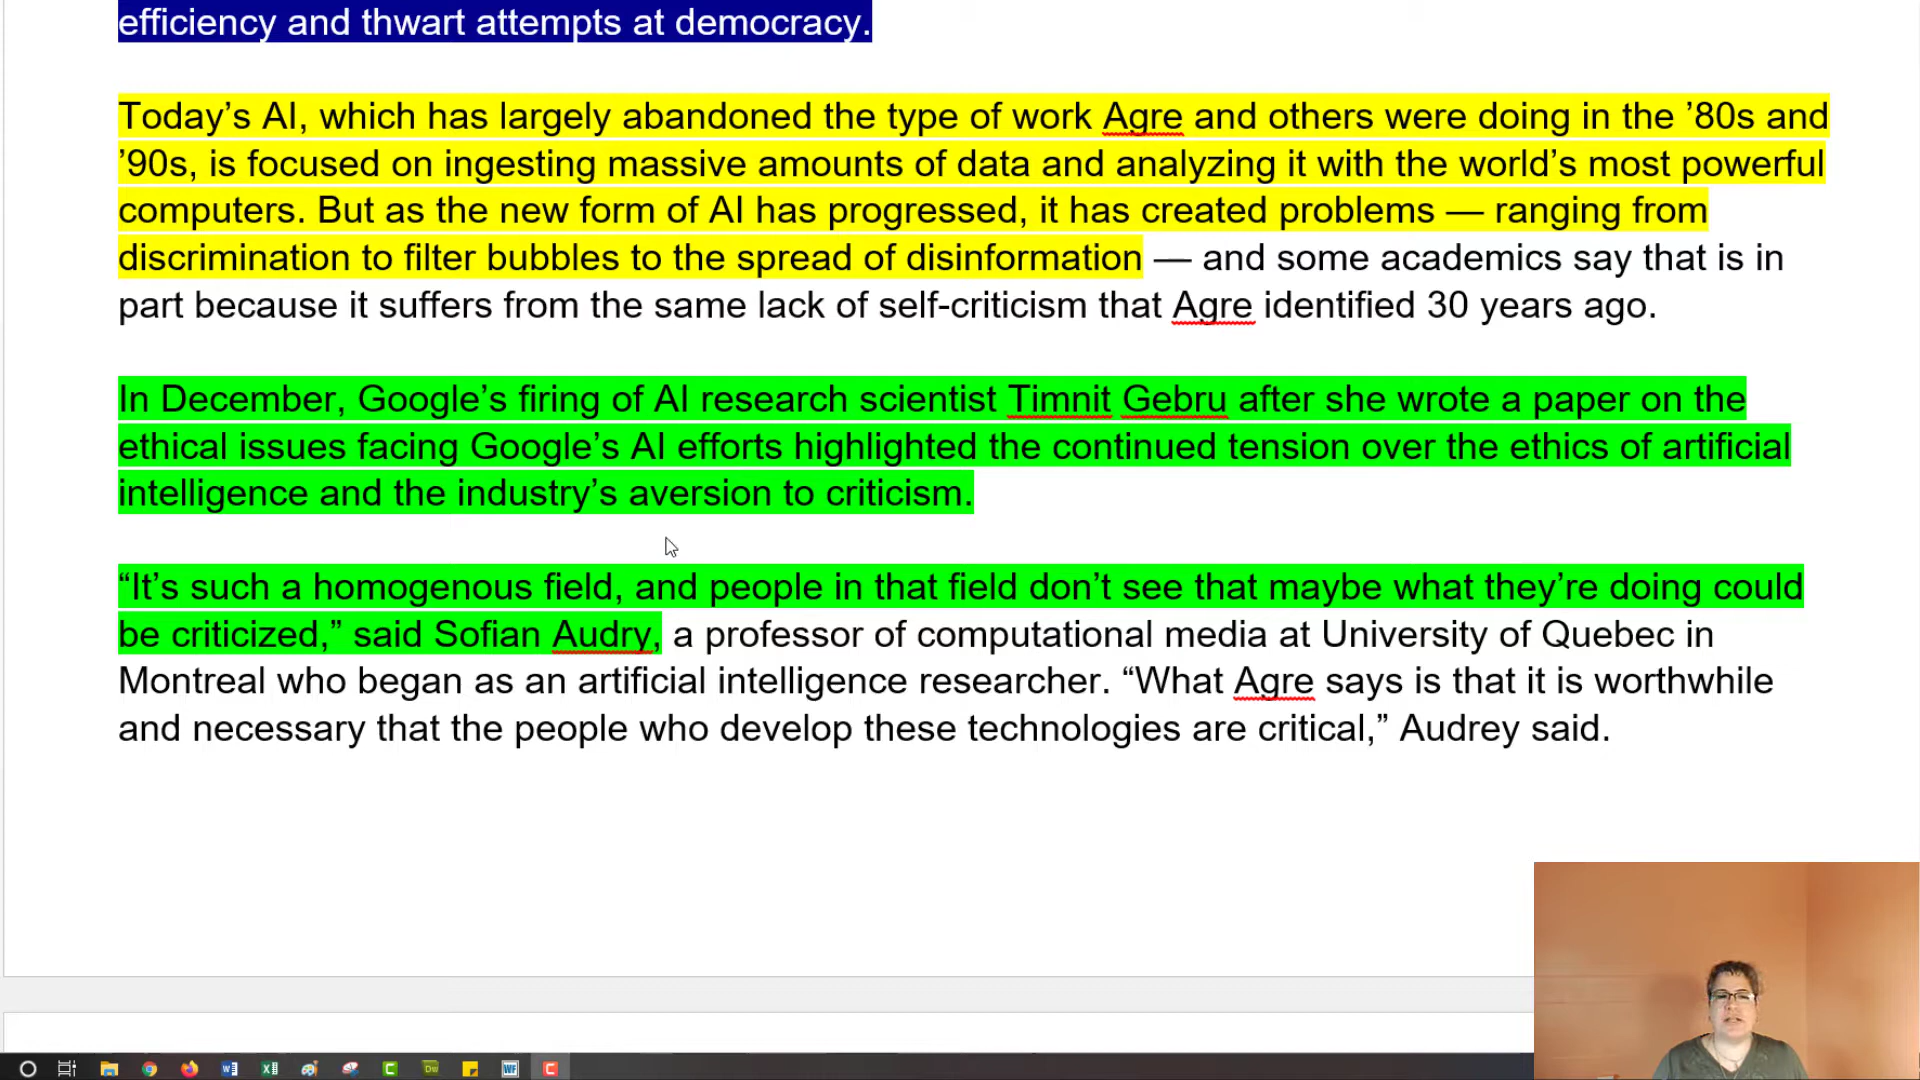 efficiency and thwart attempts at democracy.
Today’s AI, which has largely abandoned the type of work Agre and others were doing in the ’80s and
’90s, is focused on ingesting massive amounts of data and analyzing it with the world’s most powerful
computers. But as the new form of AI has progressed, it has created problems — ranging from
discrimination to filter bubbles to the spread of disinformation — and some academics say that is in
part because it suffers from the same lack of self-criticism that Agre identified 30 years ago.
In December, Google’s firing of AI research scientist Timnit Gebru after she wrote a paper on the
ethical issues facing Google’s AI efforts highlighted the continued tension over the ethics of artificial
intelligence and the industry’s aversion to criticism.
“It’s such a homogenous field, and people in that field don’t see that maybe what they’re doing could
be criticized,” said Sofian Audry, a professor of computational media at University of Quebec in
Montreal who began as an artificial intelligence researcher. “What Agre says is that it is worthwhile
and necessary that the people who develop these technologies are critical,” Audrey said.